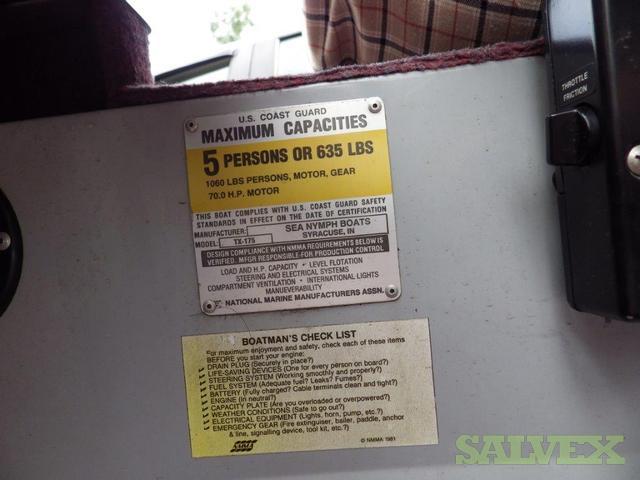 U.S. COAST GUARD
MAXIMUM CAPACITIES
5 PERSONS OR 635 LBS
1060 LBS PERSONS, MOTOR, GEAR
70.0 H.P. MOTOR
THIS BOAT COMPLIES WITH U.S. COAST GUARD SAFETY
STANDARDS IN EFFECT ON THE DATE OF CERTIFICATION
MANUFACTURER: SEA NYMPH BOATS
SYRACUSE, IN
MODEL: TX-175
DESIGN COMPLIANCE WITH NMMA REQUIREMENTS BELOW IS
VERIFIED. MFGR RESPONSIBLE FOR PRODUCTION CONTROL
LOAD AND H.P. CAPACITY • LEVEL FLOTATION
STEERING AND ELECTRICAL SYSTEMS
COMPARTMENT VENTILATION • INTERNATIONAL LIGHTS
MANUEVERABILITY
NATIONAL MARINE MANUFACTURERS ASSN.
THROTTLE
FRICTION
BOATMAN'S CHECK LIST
For maximum enjoyment and safety, check each of these items
BEFORE you start your engine:
DRAIN PLUG (Securely in place?)
LIFE-SAVING DEVICES (One for every person on board?)
STEERING SYSTEM (Working smoothly and properly?)
FUEL SYSTEM (Adequate fuel? Leaks? Fumes?)
BATTERY (Fully charged? Cable terminals clean and tight?)
ENGINE (In neutral?)
CAPACITY PLATE (Are you overloaded or overpowered?)
WEATHER CONDITIONS (Safe to go out?)
ELECTRICAL EQUIPMENT (Lights, horn, pump, etc.?)
EMERGENCY GEAR (Fire extinguiser, bailer, paddle, anchor
& line, signalling device, tool kit, etc.?)
© NMMA 1981
SALVEX